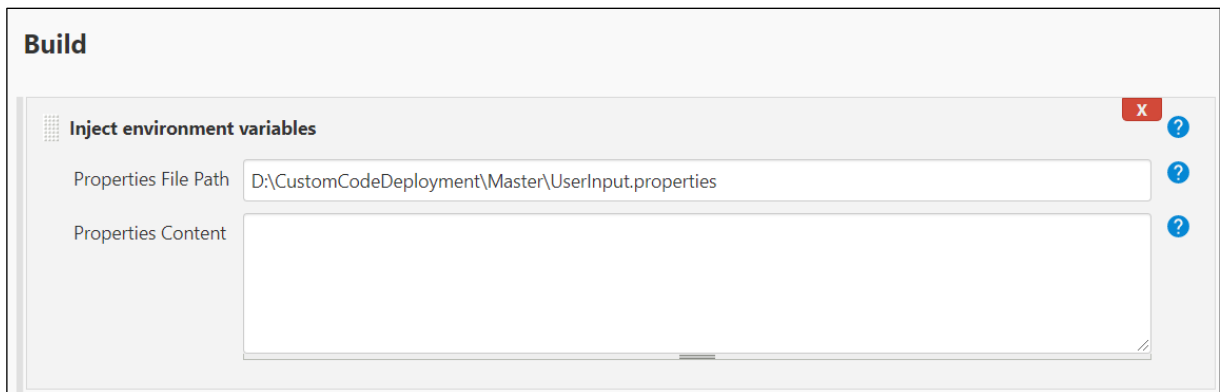 Build
X
Inject environment variables
?
Properties File Path D:\CustomCodeDeployment\Master\UserInput.properties
?
Properties Content
?